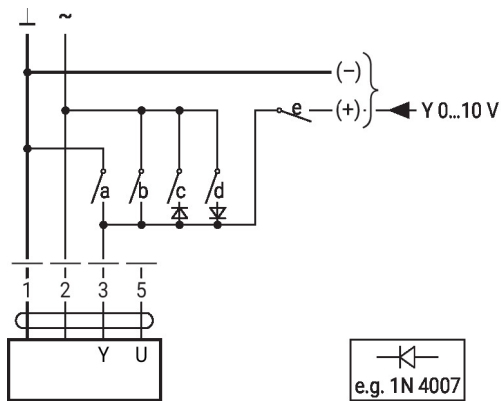 ⊥ ~
(–)
e (+) Y 0...10 V
a b c d
1 2 3 5
Y U
e.g. 1N 4007